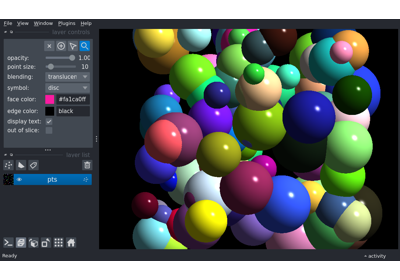 File View Window Plugins Help
layer controls
opacity: 1.00
point size: 10
blending: translucen
symbol: disc
face color: #fa1ca0ff
edge color: black
display text:
out of slice:
layer list
pts
Ready
activity